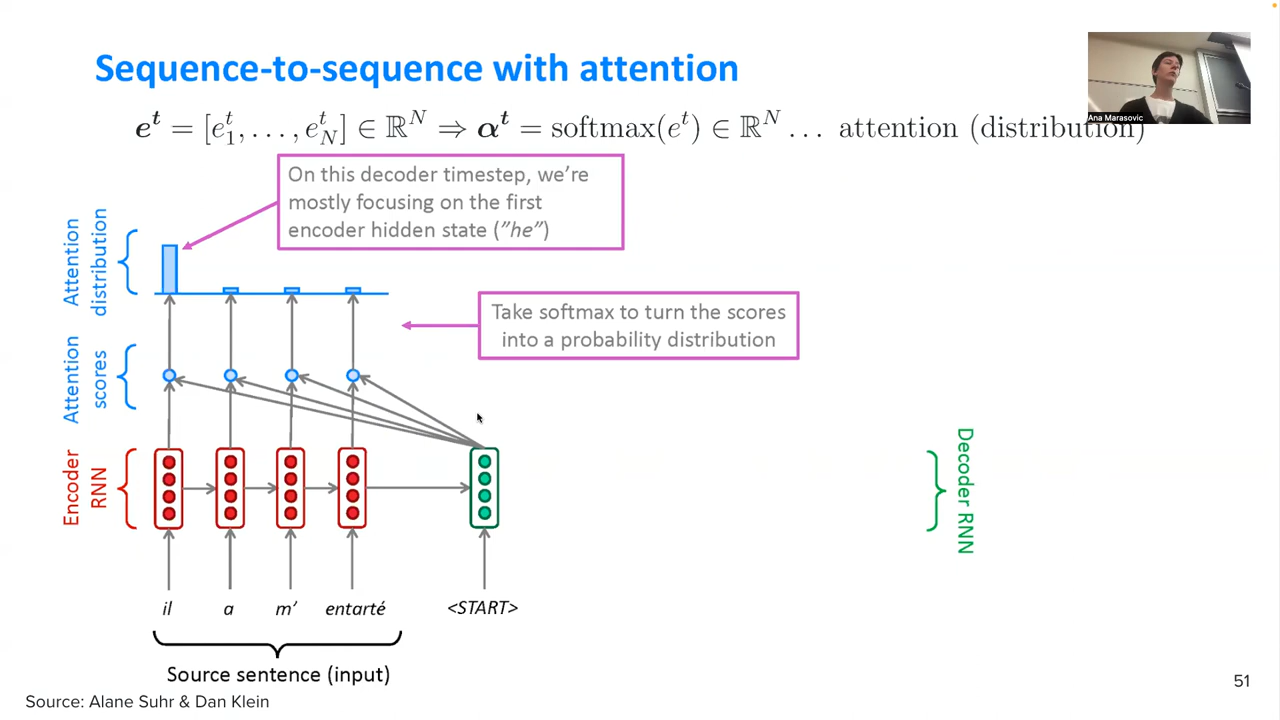 Sequence-to-sequence with attention
Ana Marasovic
e^t = [e_1^t, . . . , e_N^t] ∈ ℝ^N ⇒ α^t = softmax(e^t) ∈ ℝ^N . . . attention (distribution)
On this decoder timestep, we're
mostly focusing on the first
encoder hidden state ("he")
Attention
distribution
Take softmax to turn the scores
into a probability distribution
Attention
scores
Encoder
RNN
Decoder RNN
il a m' entarté <START>
Source sentence (input)
51
Source: Alane Suhr & Dan Klein